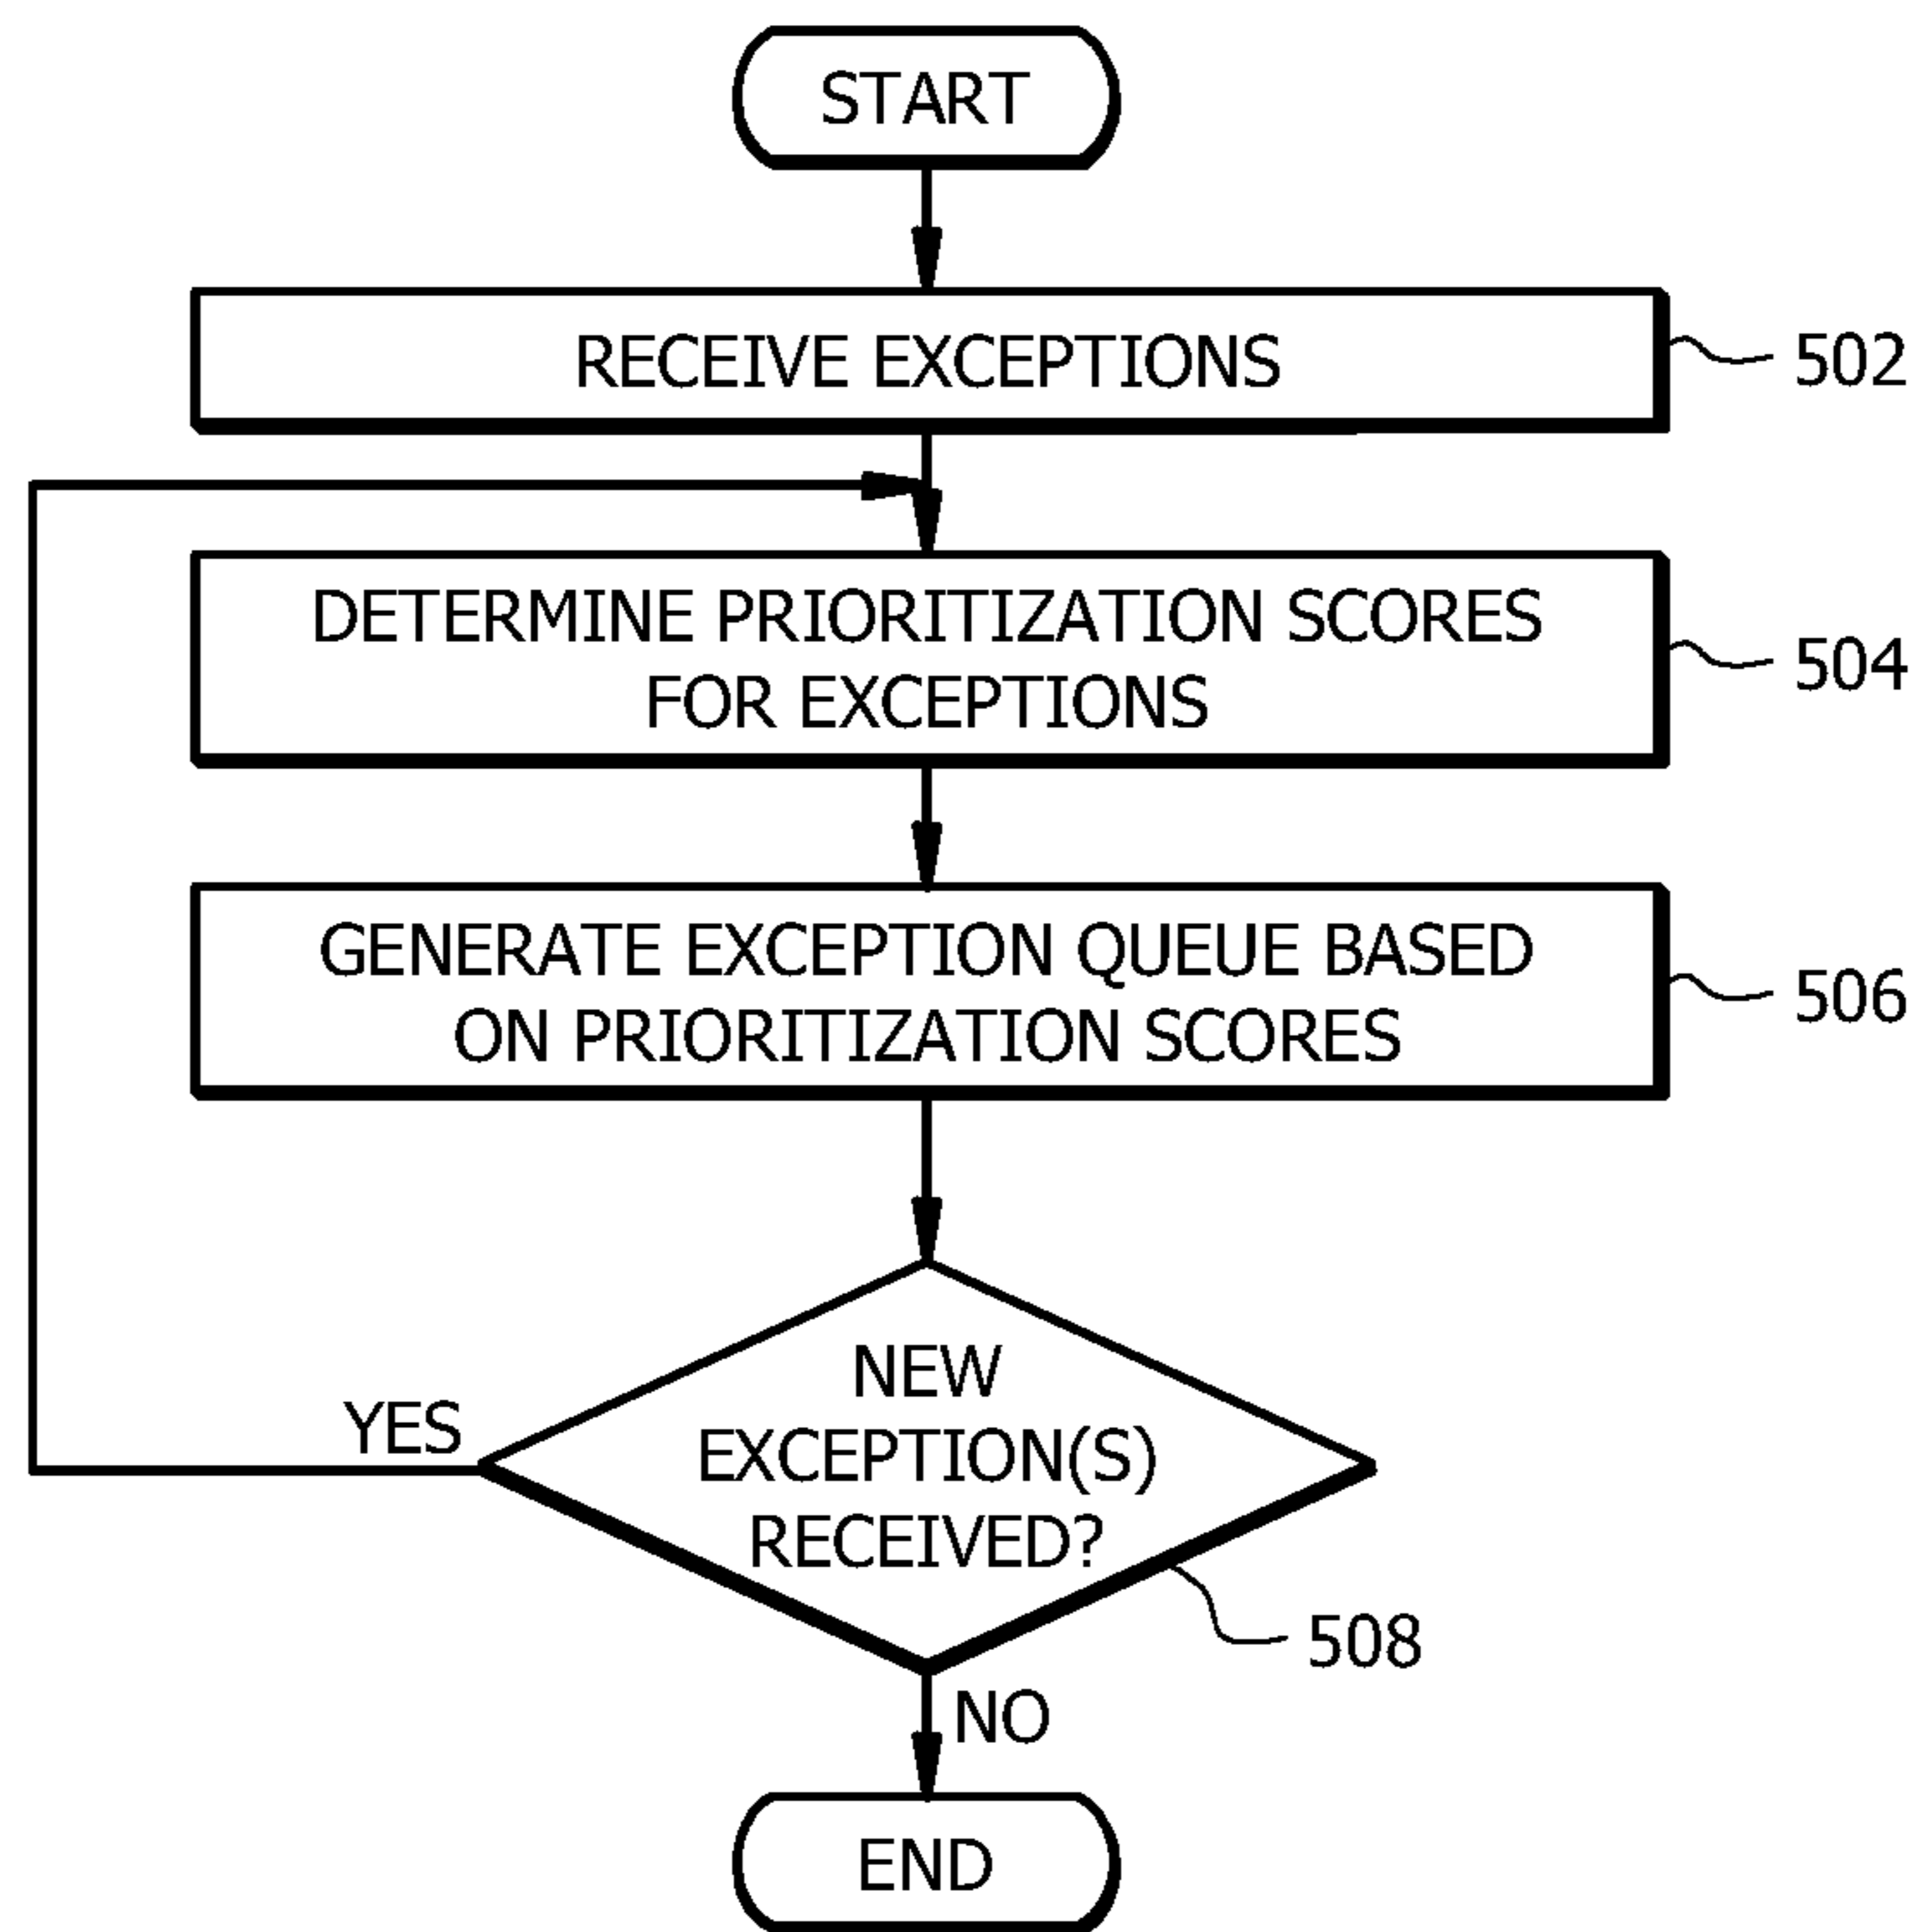 START
RECEIVE EXCEPTIONS
502
DETERMINE PRIORITIZATION SCORES
FOR EXCEPTIONS
504
GENERATE EXCEPTION QUEUE BASED
ON PRIORITIZATION SCORES
506
NEW
EXCEPTION(S)
RECEIVED?
YES
508
NO
END